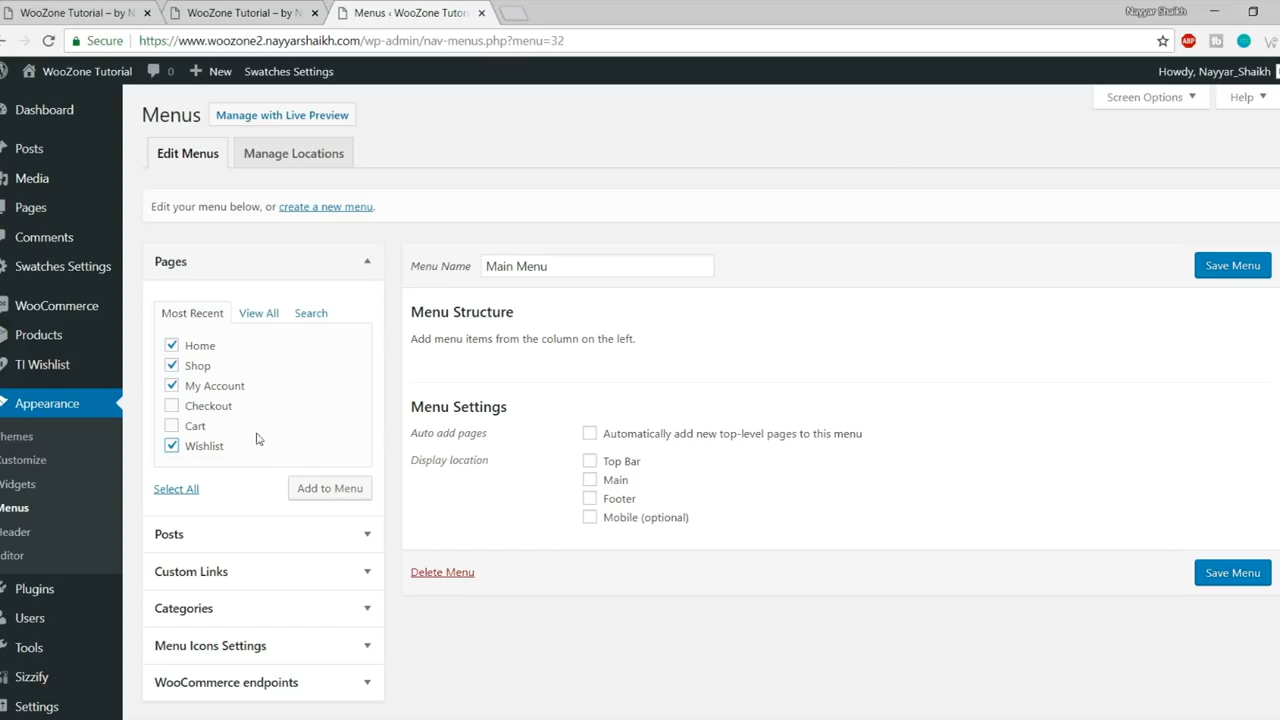 WooZone Tutorial – by N
WooZone Tutorial – by N
Menus ‹ WooZone Tutor
Nayyar Shaikh
Secure
https://www.woozone2.nayyarshaikh.com/wp-admin/nav-menus.php?menu=32
ABP
WooZone Tutorial
0
New
Swatches Settings
Howdy, Nayyar_Shaikh
Dashboard
Posts
Media
Pages
Comments
Swatches Settings
WooCommerce
Products
TI Wishlist
Appearance
Themes
Customize
Widgets
Menus
Header
Editor
Plugins
Users
Tools
Sizzify
Settings
Menus
Manage with Live Preview
Screen Options
Help
Edit Menus
Manage Locations
Edit your menu below, or create a new menu.
Pages
Most Recent
View All
Search
Home
Shop
My Account
Checkout
Cart
Wishlist
Select All
Add to Menu
Posts
Custom Links
Categories
Menu Icons Settings
WooCommerce endpoints
Menu Name
Main Menu
Save Menu
Menu Structure
Add menu items from the column on the left.
Menu Settings
Auto add pages
Automatically add new top-level pages to this menu
Display location
Top Bar
Main
Footer
Mobile (optional)
Delete Menu
Save Menu